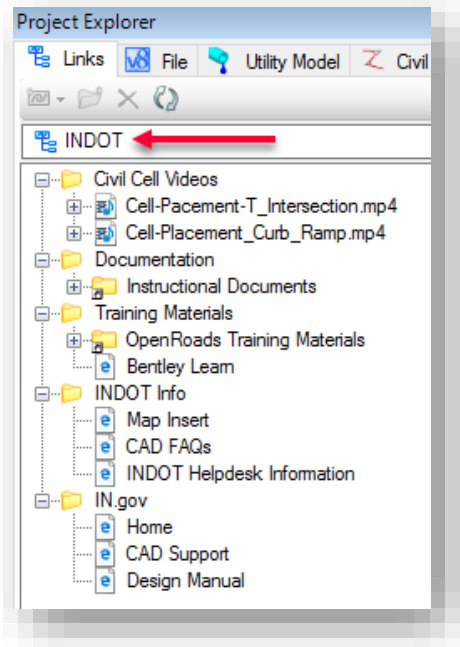 Project Explorer
Links V8 File Utility Model Civil
INDOT
Civil Cell Videos
Cell-Pacement-T_Intersection.mp4
Cell-Placement_Curb_Ramp.mp4
Documentation
Instructional Documents
Training Materials
OpenRoads Training Materials
Bentley Learn
INDOT Info
Map Insert
CAD FAQs
INDOT Helpdesk Information
IN.gov
Home
CAD Support
Design Manual